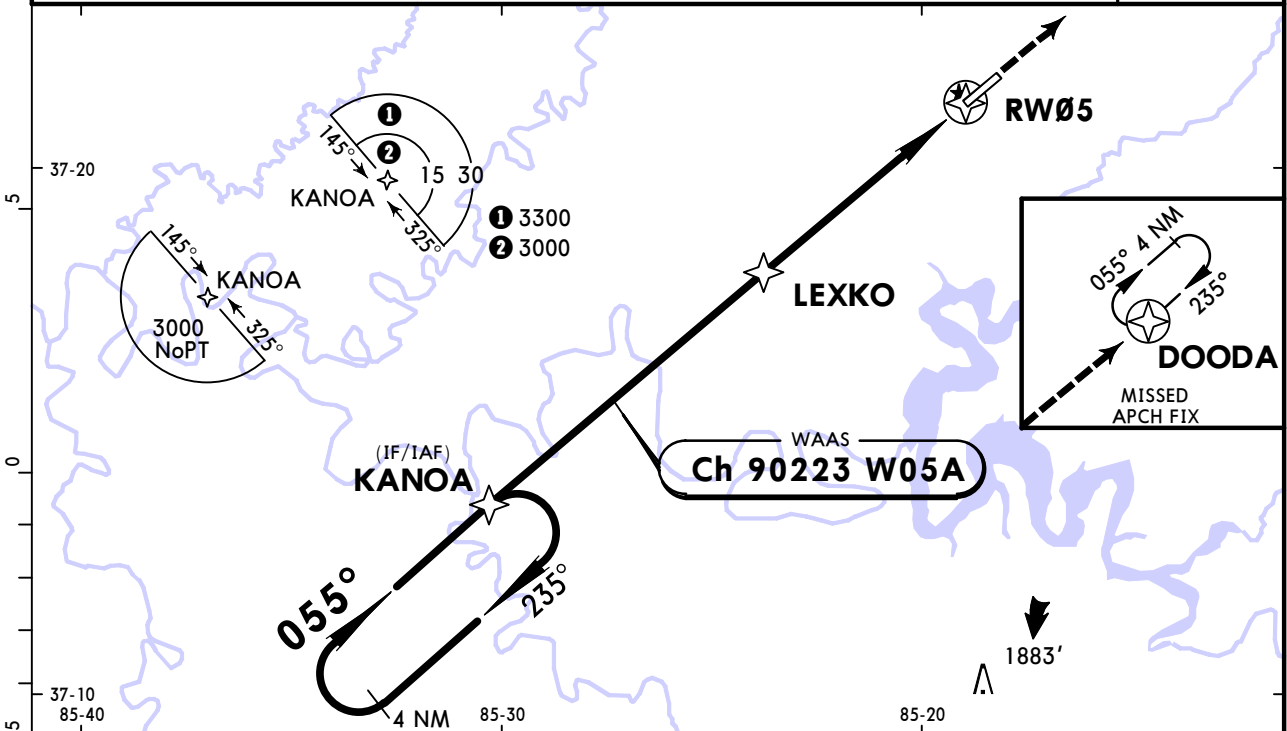 RWØ5
37-20
5
❶
❷
145°
15 30
KANOA
325°
❶ 3300
❷ 3000
145°
KANOA
325°
3000
NoPT
LEXKO
055° 4 NM
235°
DOODA
MISSED
APCH FIX
WAAS
Ch 90223 W05A
(IF/IAF)
KANOA
0
055°
235°
4 NM
1883'
37-10
5
85-40
85-30
85-20